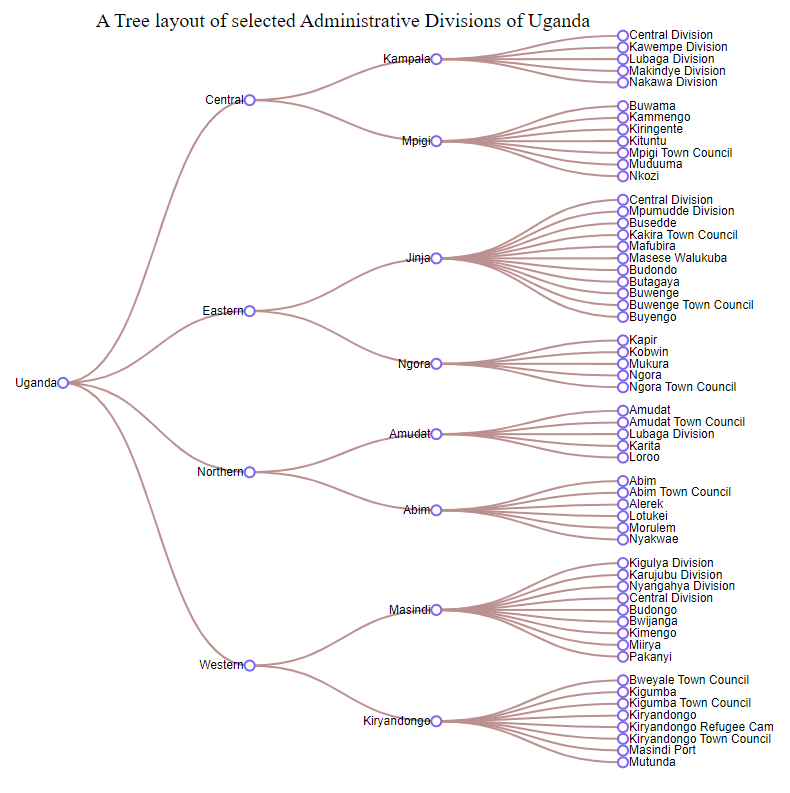 A Tree layout of selected Administrative Divisions of Uganda
Uganda
Central
Kampala
Central Division
Kawempe Division
Lubaga Division
Makindye Division
Nakawa Division
Mpigi
Buwama
Kammengo
Kiringente
Kituntu
Mpigi Town Council
Muduuma
Nkozi
Eastern
Jinja
Central Division
Mpumudde Division
Busedde
Kakira Town Council
Mafubira
Masese Walukuba
Budondo
Butagaya
Buwenge
Buwenge Town Council
Buyengo
Ngora
Kapir
Kobwin
Mukura
Ngora
Ngora Town Council
Northern
Amudat
Amudat
Amudat Town Council
Lubaga Division
Karita
Loroo
Abim
Abim
Abim Town Council
Alerek
Lotukei
Morulem
Nyakwae
Western
Masindi
Kigulya Division
Karujubu Division
Nyangahya Division
Central Division
Budongo
Bwijanga
Kimengo
Miirya
Pakanyi
Kiryandongo
Bweyale Town Council
Kigumba
Kigumba Town Council
Kiryandongo
Kiryandongo Refugee Cam
Kiryandongo Town Council
Masindi Port
Mutunda